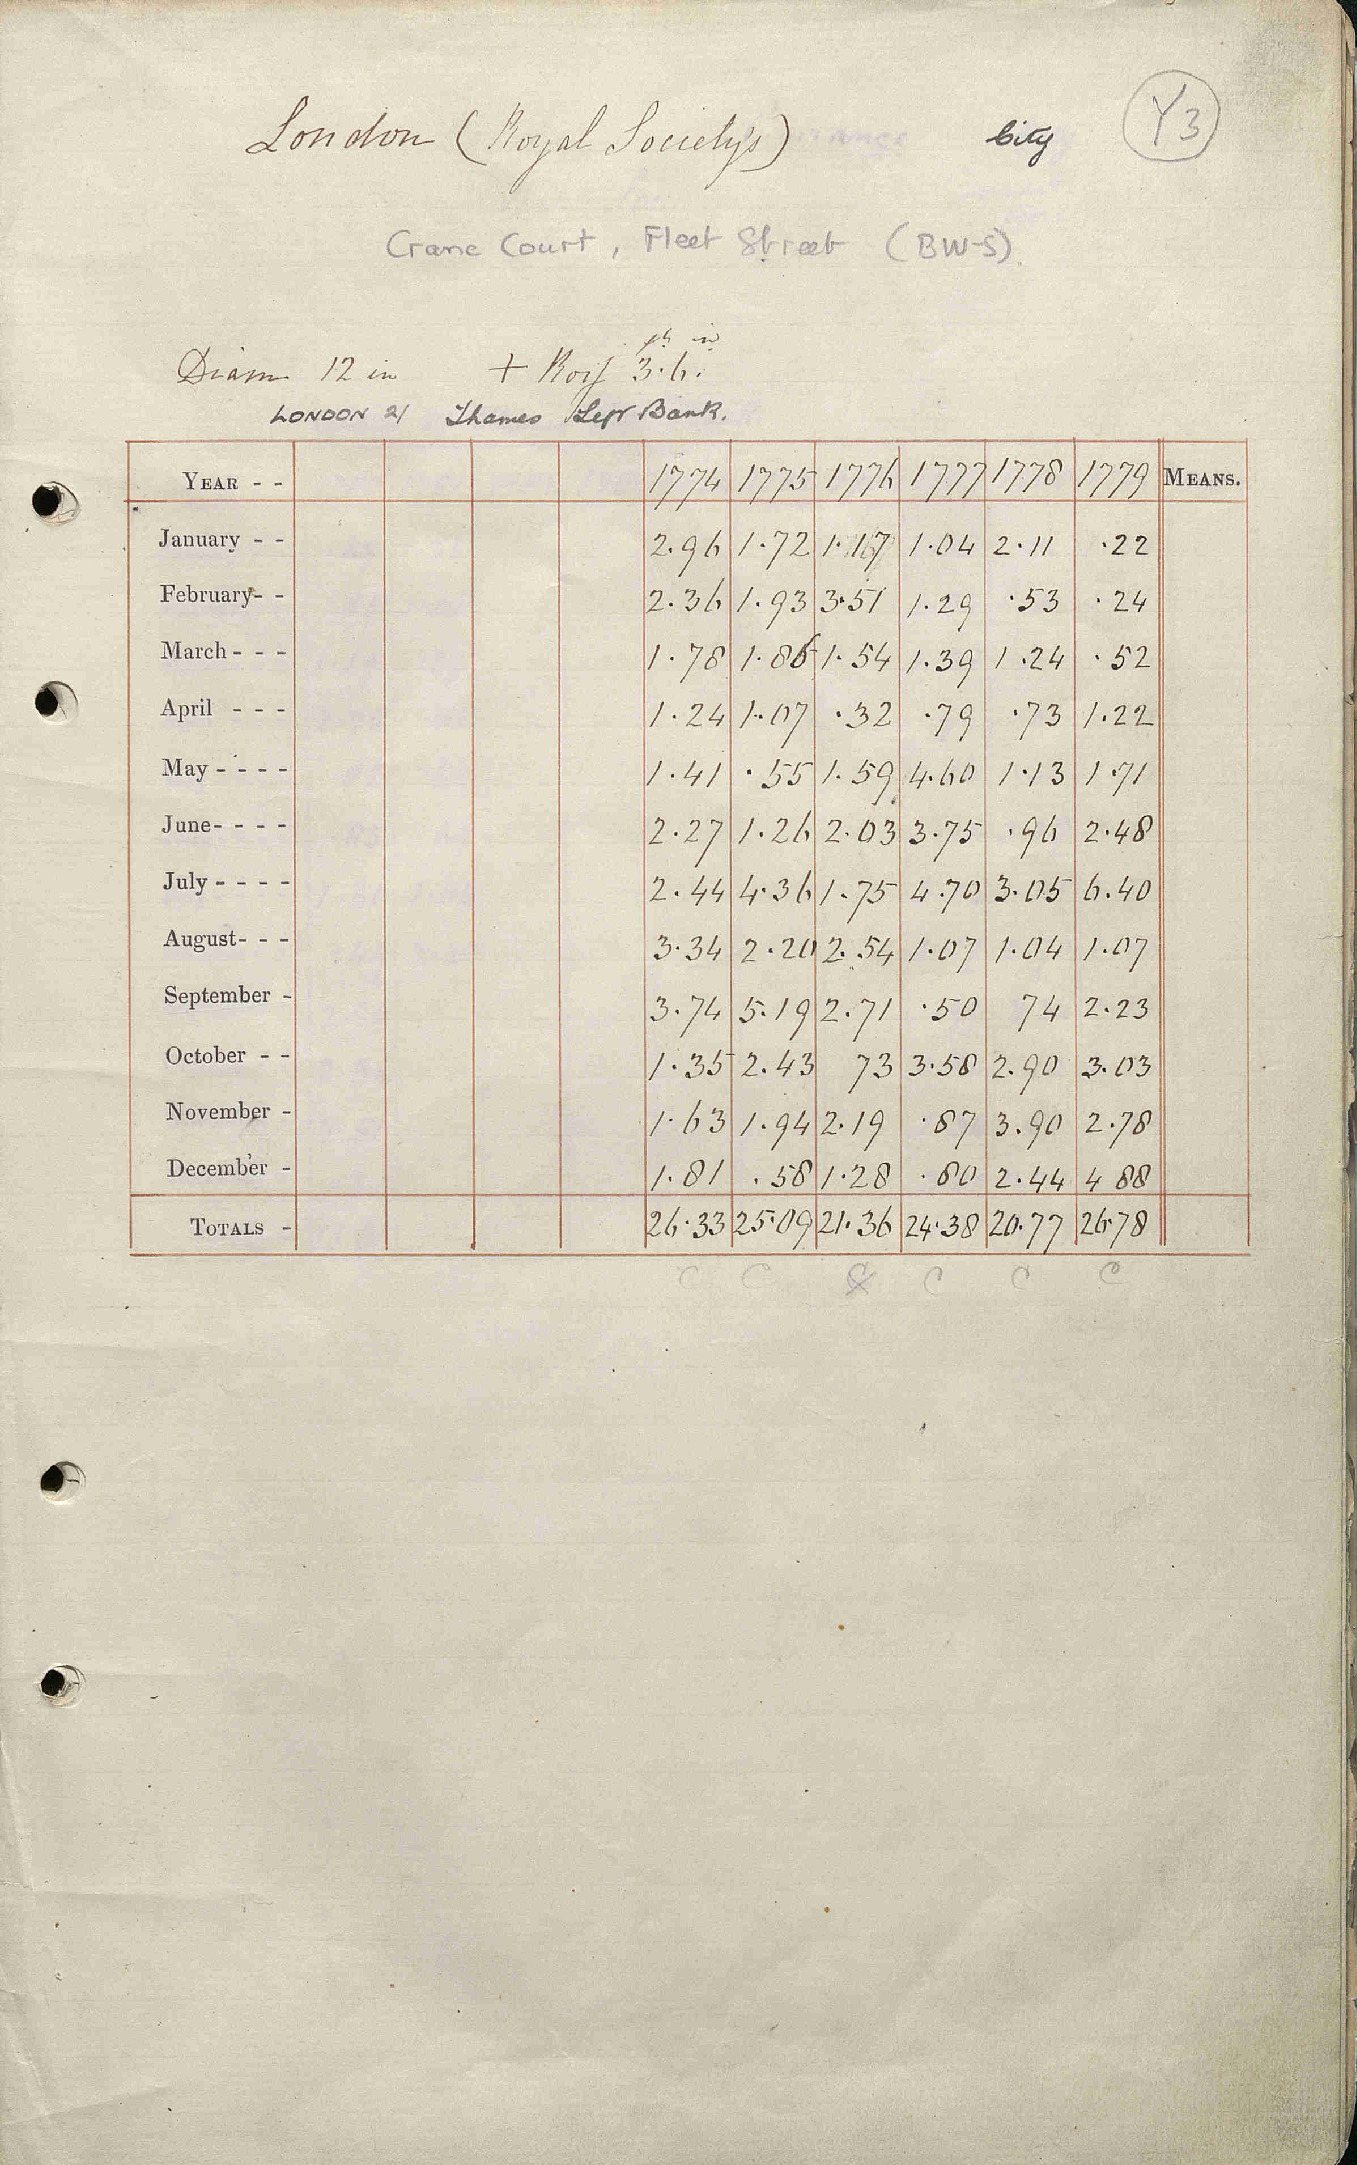 London (Royal Society's) City Y3
Crane Court, Fleet Street (BW-S).
ft in
Diam 12 in + Roof 3.6.
LONDON 21 Thames Left Bank.
YEAR - - 1774 1775 1776 1777 1778 1779 MEANS.
January - - 2.96 1.72 1.17 1.04 2.11 .22
February- - 2.36 1.93 3.51 1.29 .53 .24
March - - - 1.78 1.86 1.54 1.39 1.24 .52
April - - - 1.24 1.07 .32 .79 .73 1.22
May - - - - 1.41 .55 1.59 4.60 1.13 1.71
June- - - - 2.27 1.26 2.03 3.75 .96 2.48
July - - - - 2.44 4.36 1.75 4.70 3.05 6.40
August- - - 3.34 2.20 2.54 1.07 1.04 1.07
September - 3.74 5.19 2.71 .50 74 2.23
October - - 1.35 2.43 73 3.58 2.90 3.03
November - 1.63 1.94 2.19 .87 3.90 2.78
December - 1.81 .58 1.28 .80 2.44 4 88
TOTALS - 26.33 25.09 21.36 24.38 20.77 26.78
C C C C C C